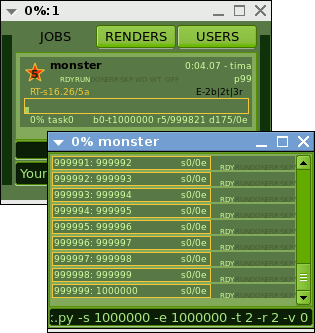 0%:1
JOBS RENDERS USERS
monster 0:04.07 - tima
RDYRUN p99
RT-s16.26/5a E-2b|2t|3r
0% task0 b0-t1000000 r5/999821 d175/0e
Your
0% monster
999991: 999992 s0/0e RDY
999992: 999993 s0/0e RDY
999993: 999994 s0/0e RDY
999994: 999995 s0/0e RDY
999995: 999996 s0/0e RDY
999996: 999997 s0/0e RDY
999997: 999998 s0/0e RDY
999998: 999999 s0/0e RDY
999999: 1000000 s0/0e RDY
.py -s 1000000 -e 1000000 -t 2 -r 2 -v 0